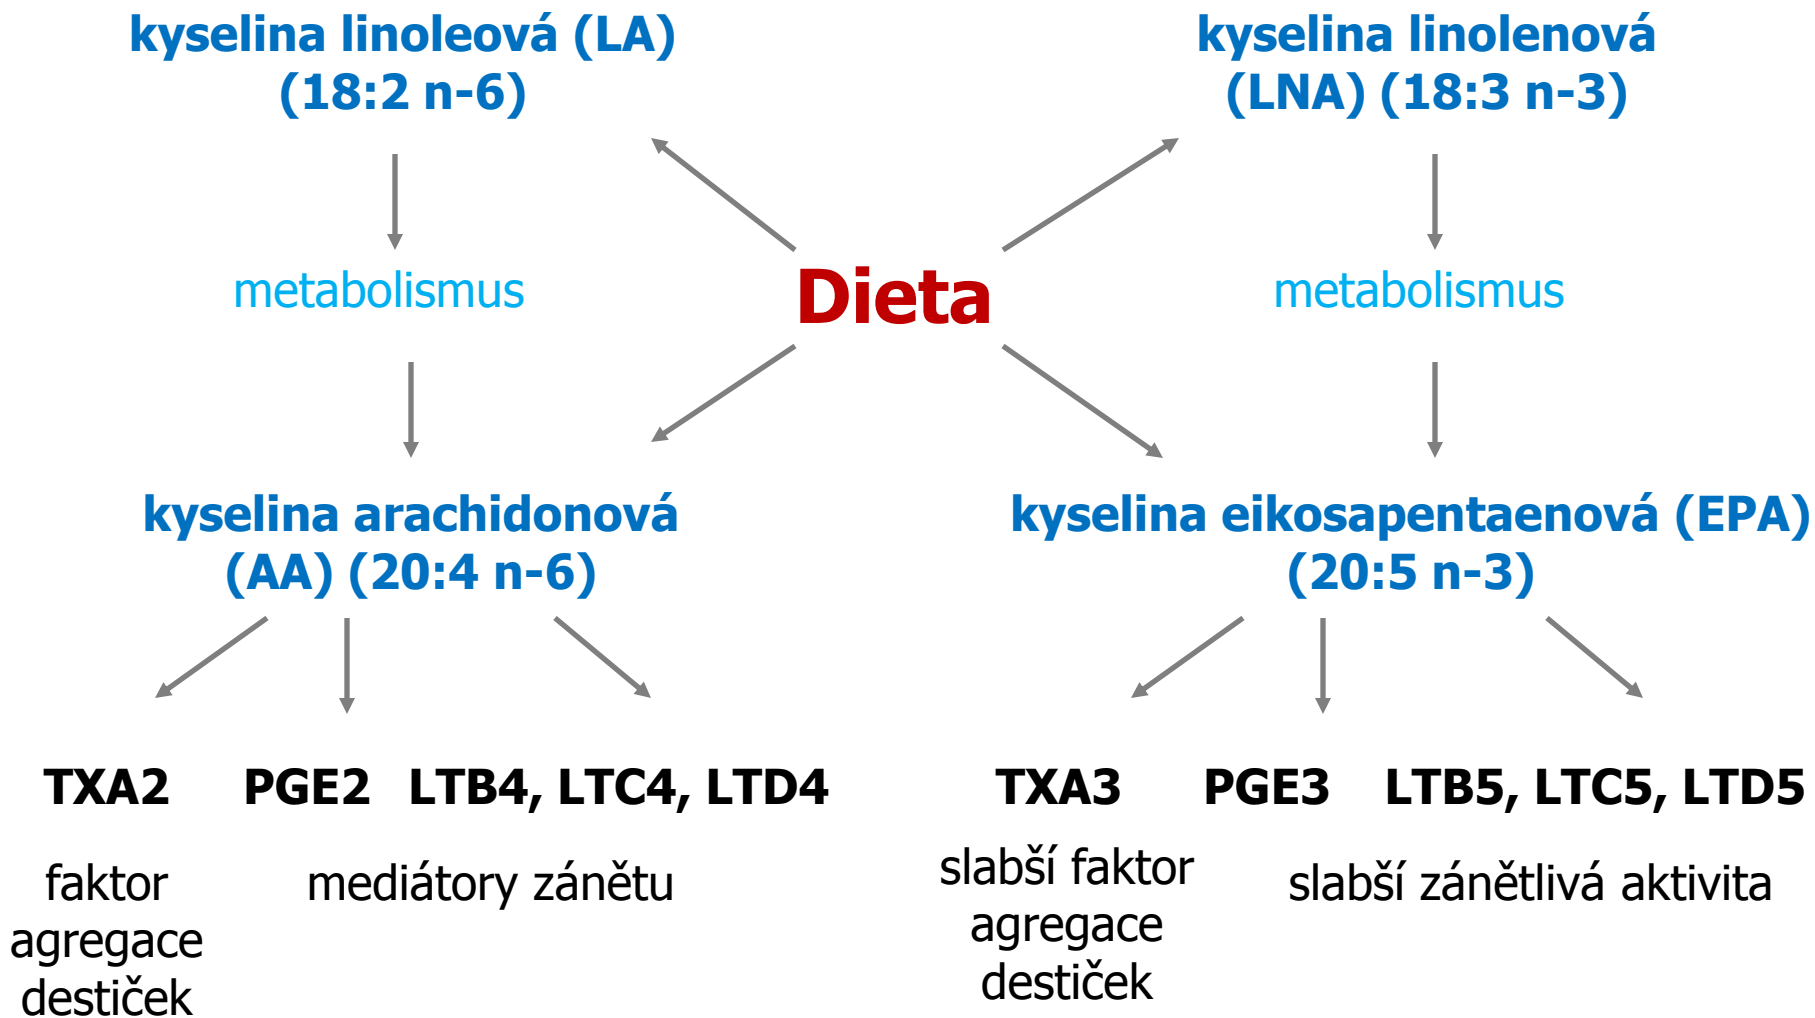 kyselina linoleová (LA)
(18:2 n-6)
kyselina linolenová
(LNA) (18:3 n-3)
metabolismus
Dieta
metabolismus
kyselina arachidonová
(AA) (20:4 n-6)
kyselina eikosapentaenová (EPA)
(20:5 n-3)
TXA2
PGE2
LTB4, LTC4, LTD4
TXA3
PGE3
LTB5, LTC5, LTD5
faktor
agregace
destiček
mediátory zánětu
slabší faktor
agregace
destiček
slabší zánětlivá aktivita